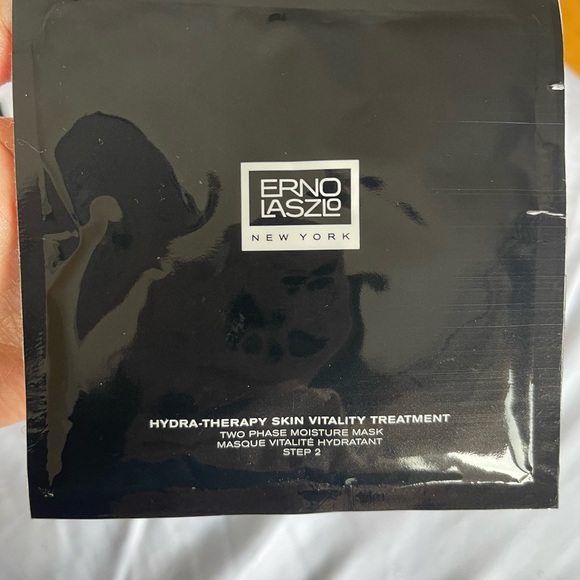 ERNO
LASZLO
NEW YORK
HYDRA-THERAPY SKIN VITALITY TREATMENT
TWO PHASE MOISTURE MASK
MASQUE VITALITÉ HYDRATANT
STEP 2